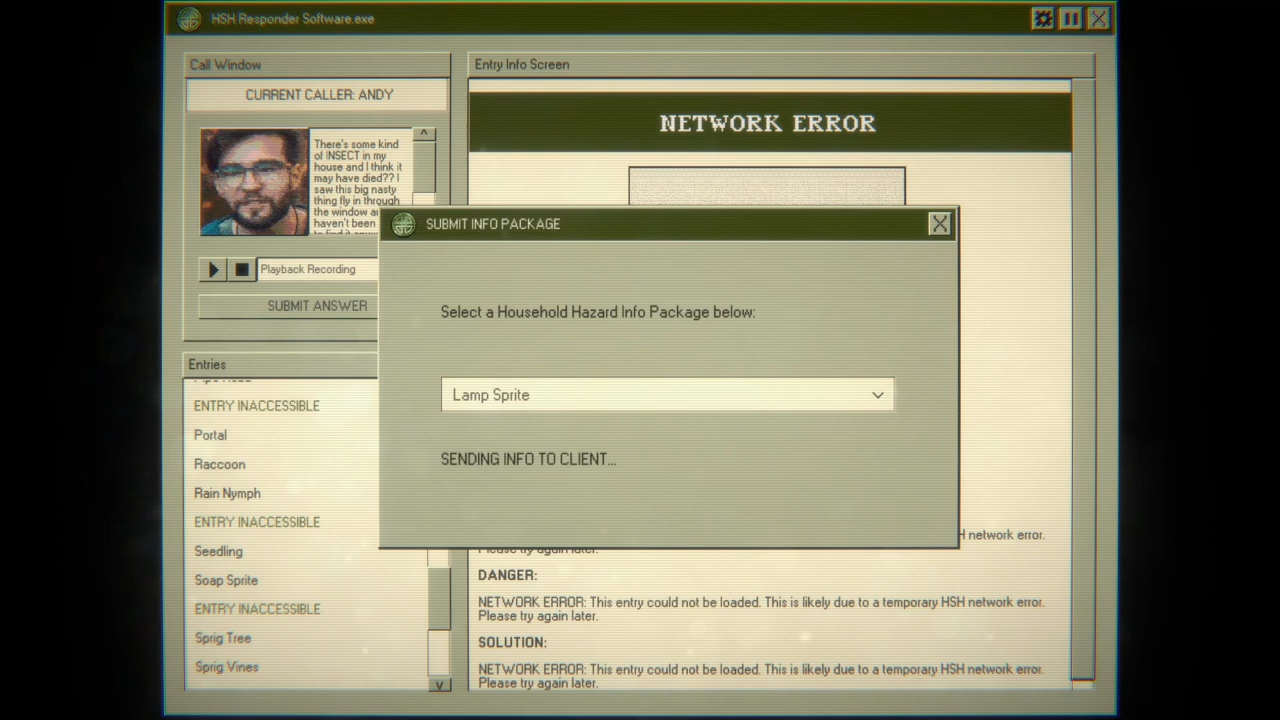 HSH Responder Software.exe
Call Window
CURRENT CALLER: ANDY
There's some kind
of INSECT in my
house and I think it
may have died?? I
saw this big nasty
thing fly in through
the window
haven't been
Playback Recording
SUBMIT ANSWER
Entries
ENTRY INACCESSIBLE
Portal
Raccoon
Rain Nymph
ENTRY INACCESSIBLE
Seedling
Soap Sprite
ENTRY INACCESSIBLE
Sprig Tree
Sprig Vines
Entry Info Screen
NETWORK ERROR
SUBMIT INFO PACKAGE
Select a Household Hazard Info Package below:
Lamp Sprite
SENDING INFO TO CLIENT...
H network error.
Please try again later.
DANGER:
NETWORK ERROR: This entry could not be loaded. This is likely due to a temporary HSH network error.
Please try again later.
SOLUTION:
NETWORK ERROR: This entry could not be loaded. This is likely due to a temporary HSH network error.
Please try again later.